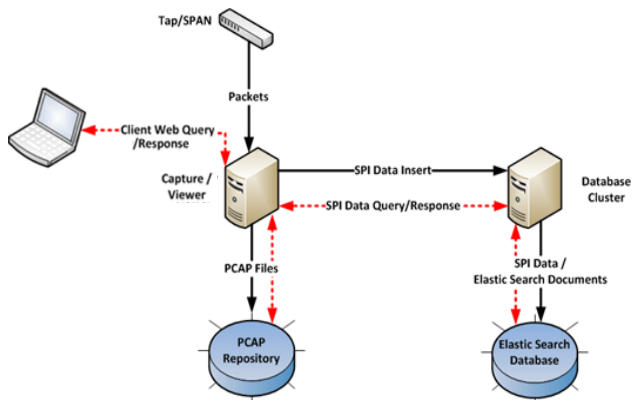 Tap/SPAN
Packets
Client Web Query
/Response
Capture /
Viewer
SPI Data Insert
SPI Data Query/Response
Database
Cluster
PCAP Files
SPI Data /
Elastic Search Documents
PCAP
Repository
Elastic Search
Database